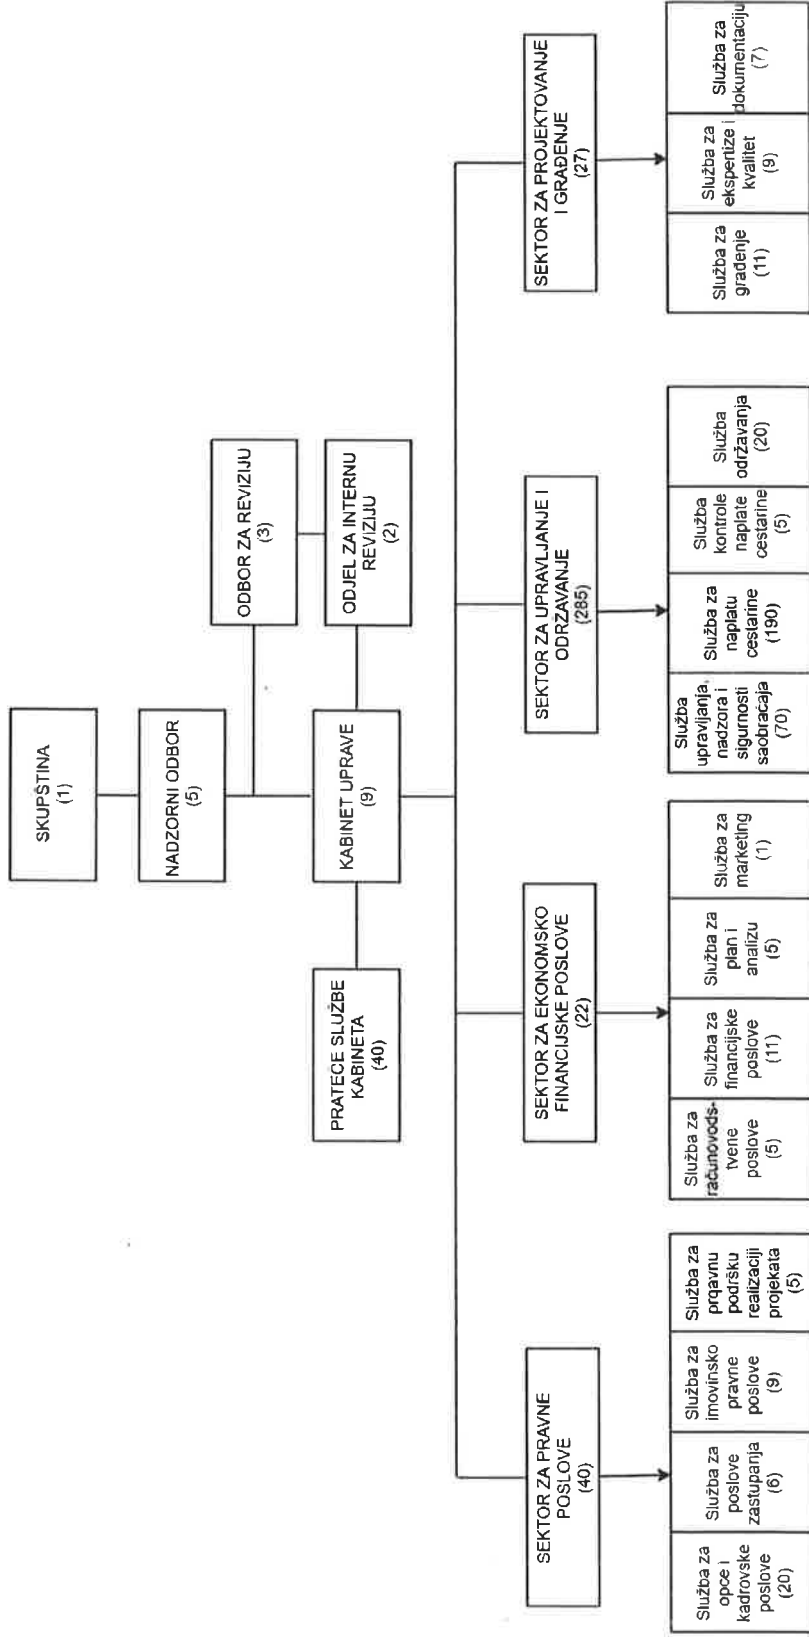 SKUPŠTINA
(1)
NADZORNI ODBOR
(5)
ODBOR ZA REVIZIJU
(3)
PRATEĆE SLUŽBE
KABINETA
(40)
KABINET UPRAVE
(9)
ODJEL ZA INTERNU
REVIZIJU
(2)
SEKTOR ZA PRAVNE
POSLOVE
(40)
SEKTOR ZA EKONOMSKO
FINANCIJSKE POSLOVE
(22)
SEKTOR ZA UPRAVLJANJE I
ODRŽAVANJE
(285)
SEKTOR ZA PROJEKTOVANJE
I GRAĐENJE
(27)
Služba za
opće i
kadrovske
poslove
(20)
Služba za
poslove
zastupanja
(6)
Služba za
imovinsko
pravne
poslove
(9)
Služba za
prqavnu
podršku
realizaciji
projekata
(5)
Služba za
računovods-
tvene
poslove
(5)
Služba za
financijske
poslove
(11)
Služba za
plan i
analizu
(5)
Služba za
marketing
(1)
Služba
upravljanja,
nadzora i
sigurnosti
saobraćaja
(70)
Služba za
naplatu
cestarine
(190)
Služba
kontrole
naplate
cestarine
(5)
Služba
održavanja
(20)
Služba za
građenje
(11)
Služba za
ekspertize i
kvalitet
(9)
Služba za
dokumentaciju
(7)